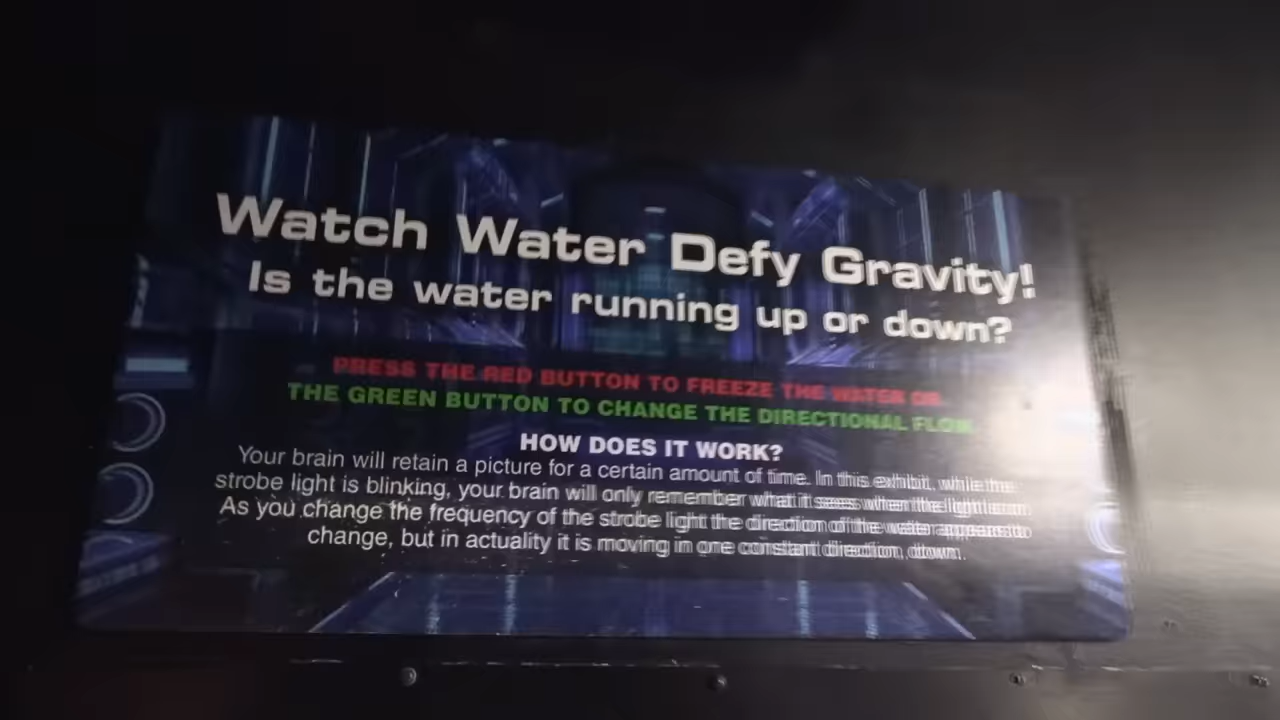 Watch Water Defy Gravity!
Is the water running up or down?
PRESS THE RED BUTTON TO FREEZE THE WATER OR
THE GREEN BUTTON TO CHANGE THE DIRECTIONAL FLOW.
HOW DOES IT WORK?
Your brain will retain a picture for a certain amount of time. In this exhibit, while the
strobe light is blinking, your brain will only remember what it sees when the light is on.
As you change the frequency of the strobe light the direction of the water appears to
change, but in actuality it is moving in one constant direction, down.